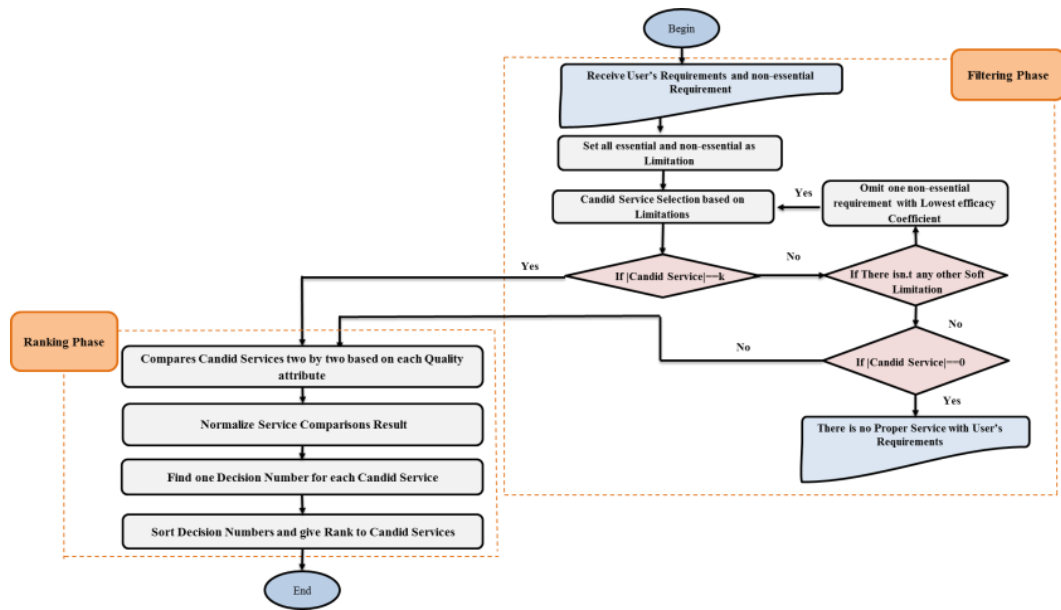 Begin
Receive User's Requirements and non-essential
Requirement
Filtering Phase
Set all essential and non-essential as
Limitation
Candid Service Selection based on
Limitations
Yes
Omit one non-essential
requirement with Lowest efficacy
Coefficient
Yes
If |Candid Service|==k
No
If There isn.t any other Soft
Limitation
No
Ranking Phase
Compares Candid Services two by two based on each Quality
attribute
No
If |Candid Service|==0
Yes
Normalize Service Comparisons Result
There is no Proper Service with User's
Requirements
Find one Decision Number for each Candid Service
Sort Decision Numbers and give Rank to Candid Services
End